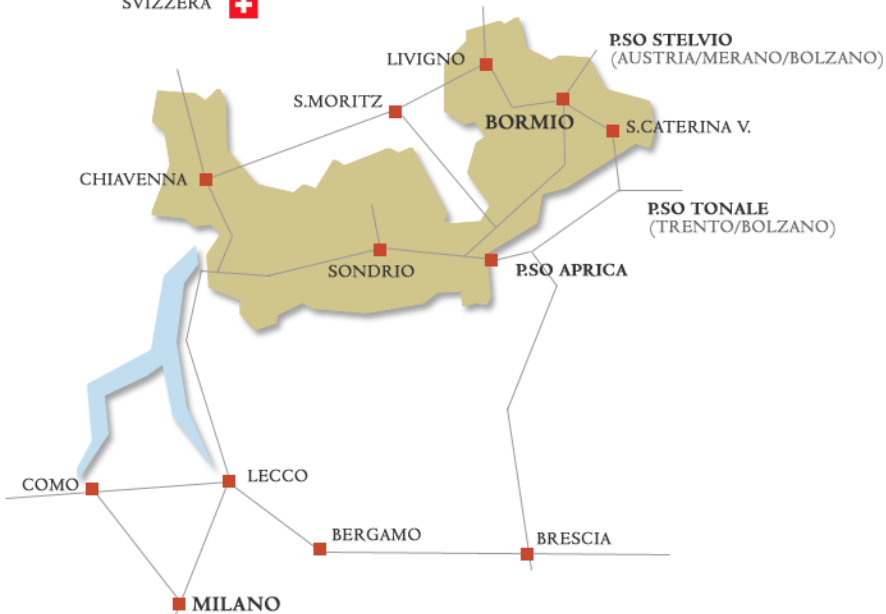 SVIZZERA
P.SO STELVIO
(AUSTRIA/MERANO/BOLZANO)
LIVIGNO
S.MORITZ
BORMIO
S.CATERINA V.
CHIAVENNA
P.SO TONALE
(TRENTO/BOLZANO)
SONDRIO
P.SO APRICA
COMO
LECCO
BERGAMO
BRESCIA
MILANO